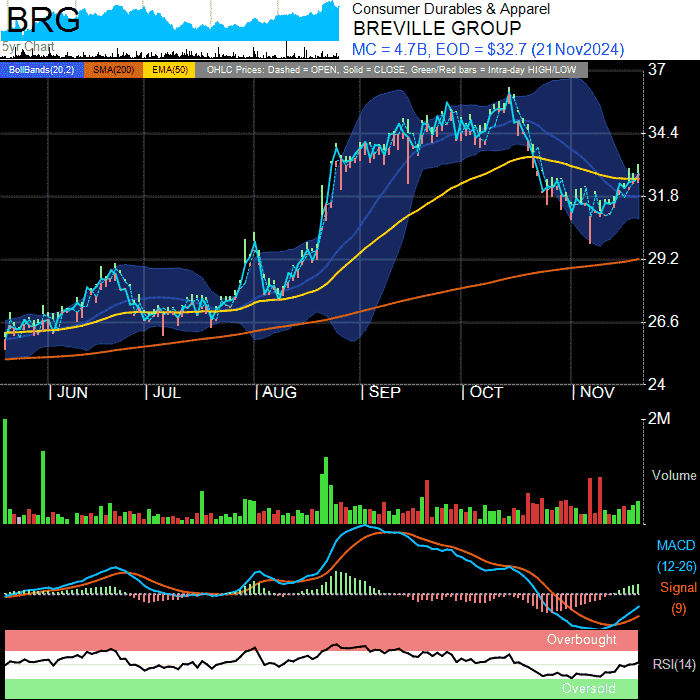 BRG
5yr Chart
Consumer Durables & Apparel
BREVILLE GROUP
MC = 4.7B, EOD = $32.7 (21Nov2024)
BollBands(20,2) SMA(200) EMA(50) OHLC Prices: Dashed = OPEN, Solid = CLOSE, Green/Red bars = Intra-day HIGH/LOW
37
34.4
31.8
29.2
26.6
24
JUN JUL AUG SEP OCT NOV
2M
Volume
MACD
(12-26)
Signal
(9)
Overbought
RSI(14)
Oversold